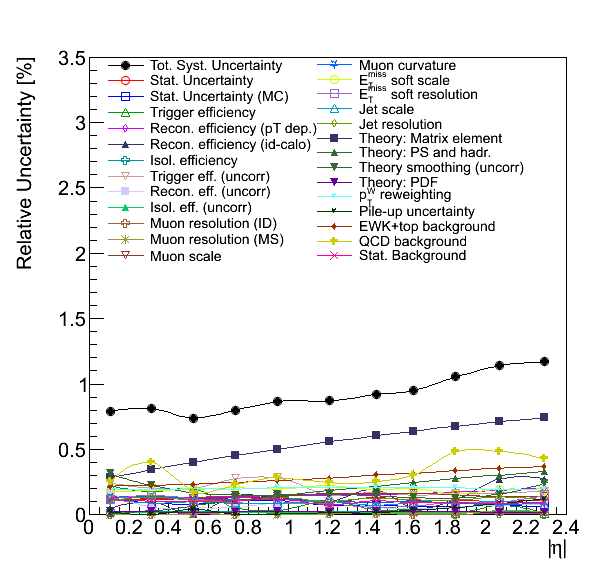 Relative Uncertainty [%]
3.5
3
2.5
2
1.5
1
0.5
0
Tot. Syst. Uncertainty
Stat. Uncertainty
Stat. Uncertainty (MC)
Trigger efficiency
Recon. efficiency (pT dep.)
Recon. efficiency (id-calo)
Isol. efficiency
Trigger eff. (uncorr)
Recon. eff. (uncorr)
Isol. eff. (uncorr)
Muon resolution (ID)
Muon resolution (MS)
Muon scale
Muon curvature
E_T^miss soft scale
E_T^miss soft resolution
Jet scale
Jet resolution
Theory: Matrix element
Theory: PS and hadr.
Theory smoothing (uncorr)
Theory: PDF
p_T^W reweighting
Pile-up uncertainty
EWK+top background
QCD background
Stat. Background
0 0.2 0.4 0.6 0.8 1 1.2 1.4 1.6 1.8 2 2.2 2.4
|η|